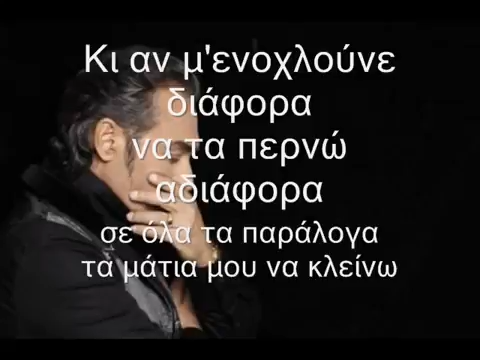 Κι αν μ'ενοχλούνε
διάφορα
να τα περνώ
αδιάφορα
σε όλα τα παράλογα
τα μάτια μου να κλείνω